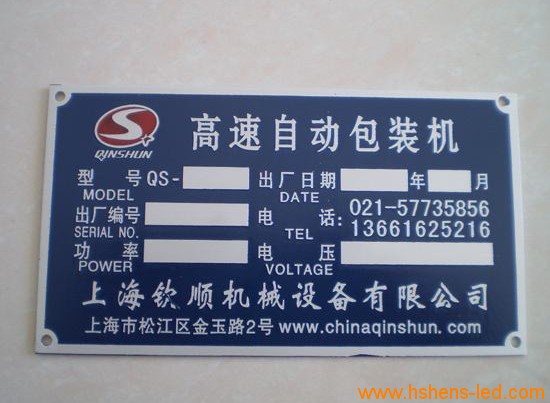 QINSHUN
高速自动包装机
型号 QS- 出厂日期 年 月
MODEL DATE
出厂编号 电话: 021-57735856
SERIAL NO. TEL 13661625216
功率 电压
POWER VOLTAGE
上海钦顺机械设备有限公司
上海市松江区金玉路2号 www.chinaqinshun.com
www.hshens-led.com